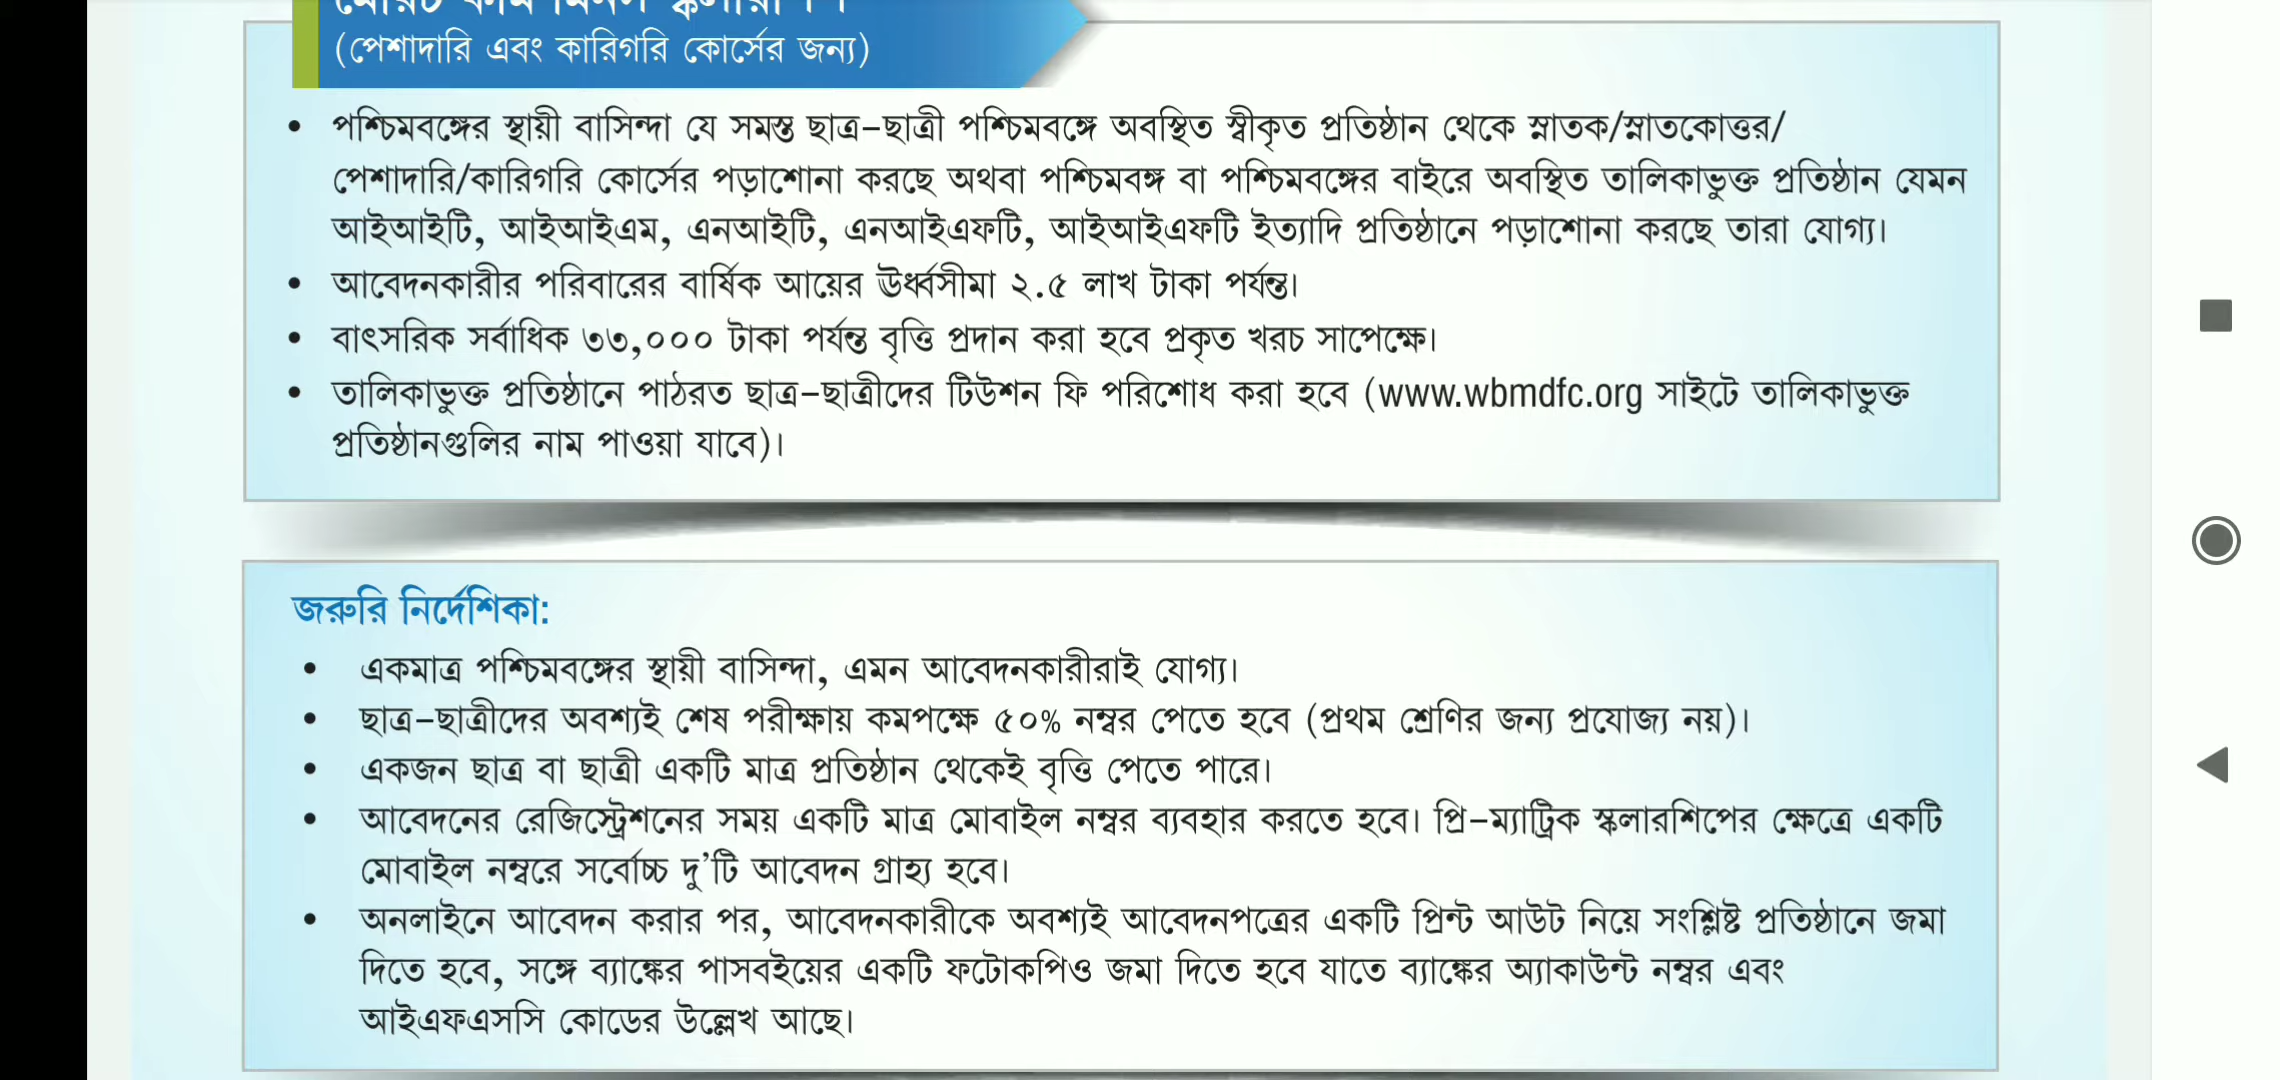 (পেশাদারি এবং কারিগরি কোর্সের জন্য)
• পশ্চিমবঙ্গের স্থায়ী বাসিন্দা যে সমস্ত ছাত্র–ছাত্রী পশ্চিমবঙ্গে অবস্থিত স্বীকৃত প্রতিষ্ঠান থেকে স্নাতক/স্নাতকোত্তর/
পেশাদারি/কারিগরি কোর্সের পড়াশোনা করছে অথবা পশ্চিমবঙ্গ বা পশ্চিমবঙ্গের বাইরে অবস্থিত তালিকাভুক্ত প্রতিষ্ঠান যেমন
আইআইটি, আইআইএম, এনআইটি, এনআইএফটি, আইআইএফটি ইত্যাদি প্রতিষ্ঠানে পড়াশোনা করছে তারা যোগ্য।
• আবেদনকারীর পরিবারের বার্ষিক আয়ের ঊর্ধ্বসীমা ২.৫ লাখ টাকা পর্যন্ত।
• বাৎসরিক সর্বাধিক ৩৩,০০০ টাকা পর্যন্ত বৃত্তি প্রদান করা হবে প্রকৃত খরচ সাপেক্ষে।
• তালিকাভুক্ত প্রতিষ্ঠানে পাঠরত ছাত্র–ছাত্রীদের টিউশন ফি পরিশোধ করা হবে (www.wbmdfc.org সাইটে তালিকাভুক্ত
প্রতিষ্ঠানগুলির নাম পাওয়া যাবে)।
জরুরি নির্দেশিকা:
• একমাত্র পশ্চিমবঙ্গের স্থায়ী বাসিন্দা, এমন আবেদনকারীরাই যোগ্য।
• ছাত্র–ছাত্রীদের অবশ্যই শেষ পরীক্ষায় কমপক্ষে ৫০% নম্বর পেতে হবে (প্রথম শ্রেণির জন্য প্রযোজ্য নয়)।
• একজন ছাত্র বা ছাত্রী একটি মাত্র প্রতিষ্ঠান থেকেই বৃত্তি পেতে পারে।
• আবেদনের রেজিস্ট্রেশনের সময় একটি মাত্র মোবাইল নম্বর ব্যবহার করতে হবে। প্রি–ম্যাট্রিক স্কলারশিপের ক্ষেত্রে একটি
মোবাইল নম্বরে সর্বোচ্চ দু’টি আবেদন গ্রাহ্য হবে।
• অনলাইনে আবেদন করার পর, আবেদনকারীকে অবশ্যই আবেদনপত্রের একটি প্রিন্ট আউট নিয়ে সংশ্লিষ্ট প্রতিষ্ঠানে জমা
দিতে হবে, সঙ্গে ব্যাঙ্কের পাসবইয়ের একটি ফটোকপিও জমা দিতে হবে যাতে ব্যাঙ্কের অ্যাকাউন্ট নম্বর এবং
আইএফএসসি কোডের উল্লেখ আছে।